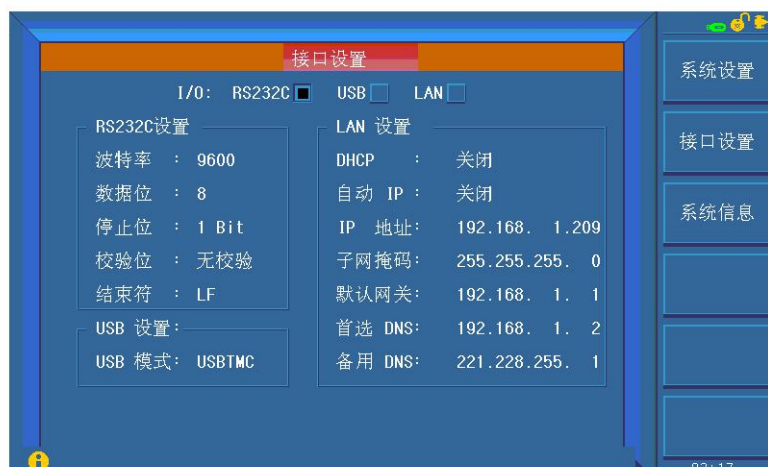 接口设置
I/O: RS232C USB LAN
RS232C设置
波特率 : 9600
数据位 : 8
停止位 : 1 Bit
校验位 : 无校验
结束符 : LF
USB 设置:
USB 模式: USBTMC
LAN 设置
DHCP : 关闭
自动 IP : 关闭
IP 地址: 192.168. 1.209
子网掩码: 255.255.255. 0
默认网关: 192.168. 1. 1
首选 DNS: 192.168. 1. 2
备用 DNS: 221.228.255. 1
系统设置
接口设置
系统信息